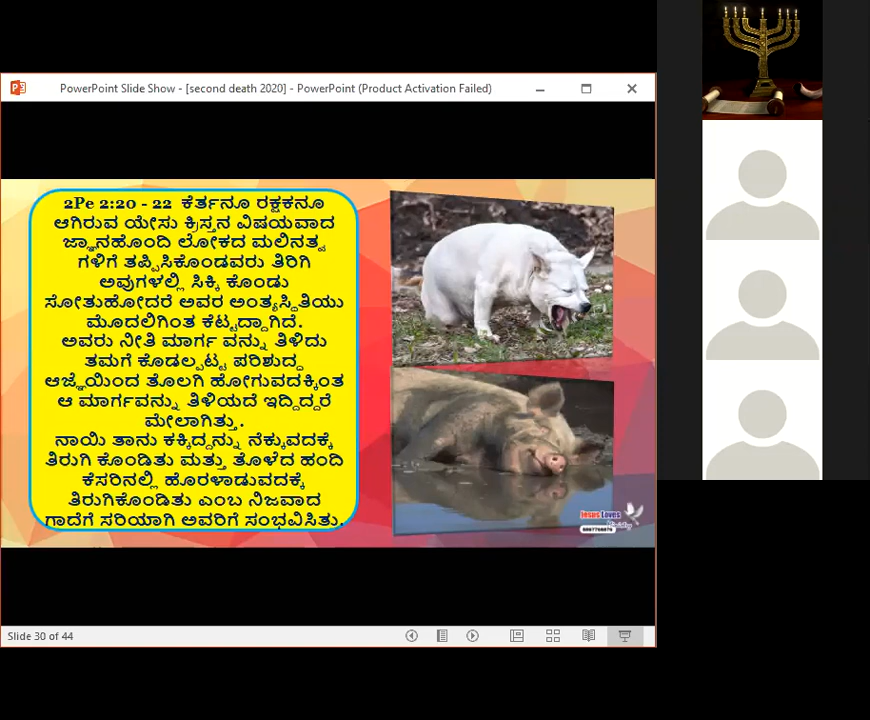 PowerPoint Slide Show - [second death 2020] - PowerPoint (Product Activation Failed)
2Pe 2:20 - 22 ಕೆರ್ತನೂ ರಕ್ಷಕನೂ
ಆಗಿರುವ ಯೇಸು ಕ್ರಿಸ್ತನ ವಿಷಯವಾದ
ಜ್ಞಾನಹೊಂದಿ ಲೋಕದ ಮಲಿನತ್ವ
ಗಳಿಗೆ ತಪ್ಪಿಸಿಕೊಂಡವರು ತಿರಿಗಿ
ಅವುಗಳಲ್ಲಿ ಸಿಕ್ಕಿ ಕೊಂಡು
ಸೋತುಹೋದರೆ ಅವರ ಅಂತ್ಯಸ್ಥಿತಿಯು
ಮೊದಲಿಗಿಂತ ಕೆಟ್ಟದ್ದಾಗಿದೆ.
ಅವರು ನೀತಿ ಮಾರ್ಗ ವನ್ನು ತಿಳಿದು
ತಮಗೆ ಕೊಡಲ್ಪಟ್ಟ ಪರಿಶುದ್ಧ
ಆಜ್ಞೆಯಿಂದ ತೊಲಗಿ ಹೋಗುವದಕ್ಕಿಂತ
ಆ ಮಾರ್ಗವನ್ನು ತಿಳಿಯದೆ ಇದ್ದಿದ್ದರೆ
ಮೇಲಾಗಿತ್ತು.
ನಾಯಿ ತಾನು ಕಕ್ಕಿದ್ದನ್ನು ನೆಕ್ಕುವದಕ್ಕೆ
ತಿರುಗಿ ಕೊಂಡಿತು ಮತ್ತು ತೊಳೆದ ಹಂದಿ
ಕೆಸರಿನಲ್ಲಿ ಹೊರಳಾಡುವದಕ್ಕೆ
ತಿರುಗಿಕೊಂಡಿತು ಎಂಬ ನಿಜವಾದ
ಗಾದೆಗೆ ಸರಿಯಾಗಿ ಅವರಿಗೆ ಸಂಭವಿಸಿತು.
Jesus Loves
Ministry
Slide 30 of 44